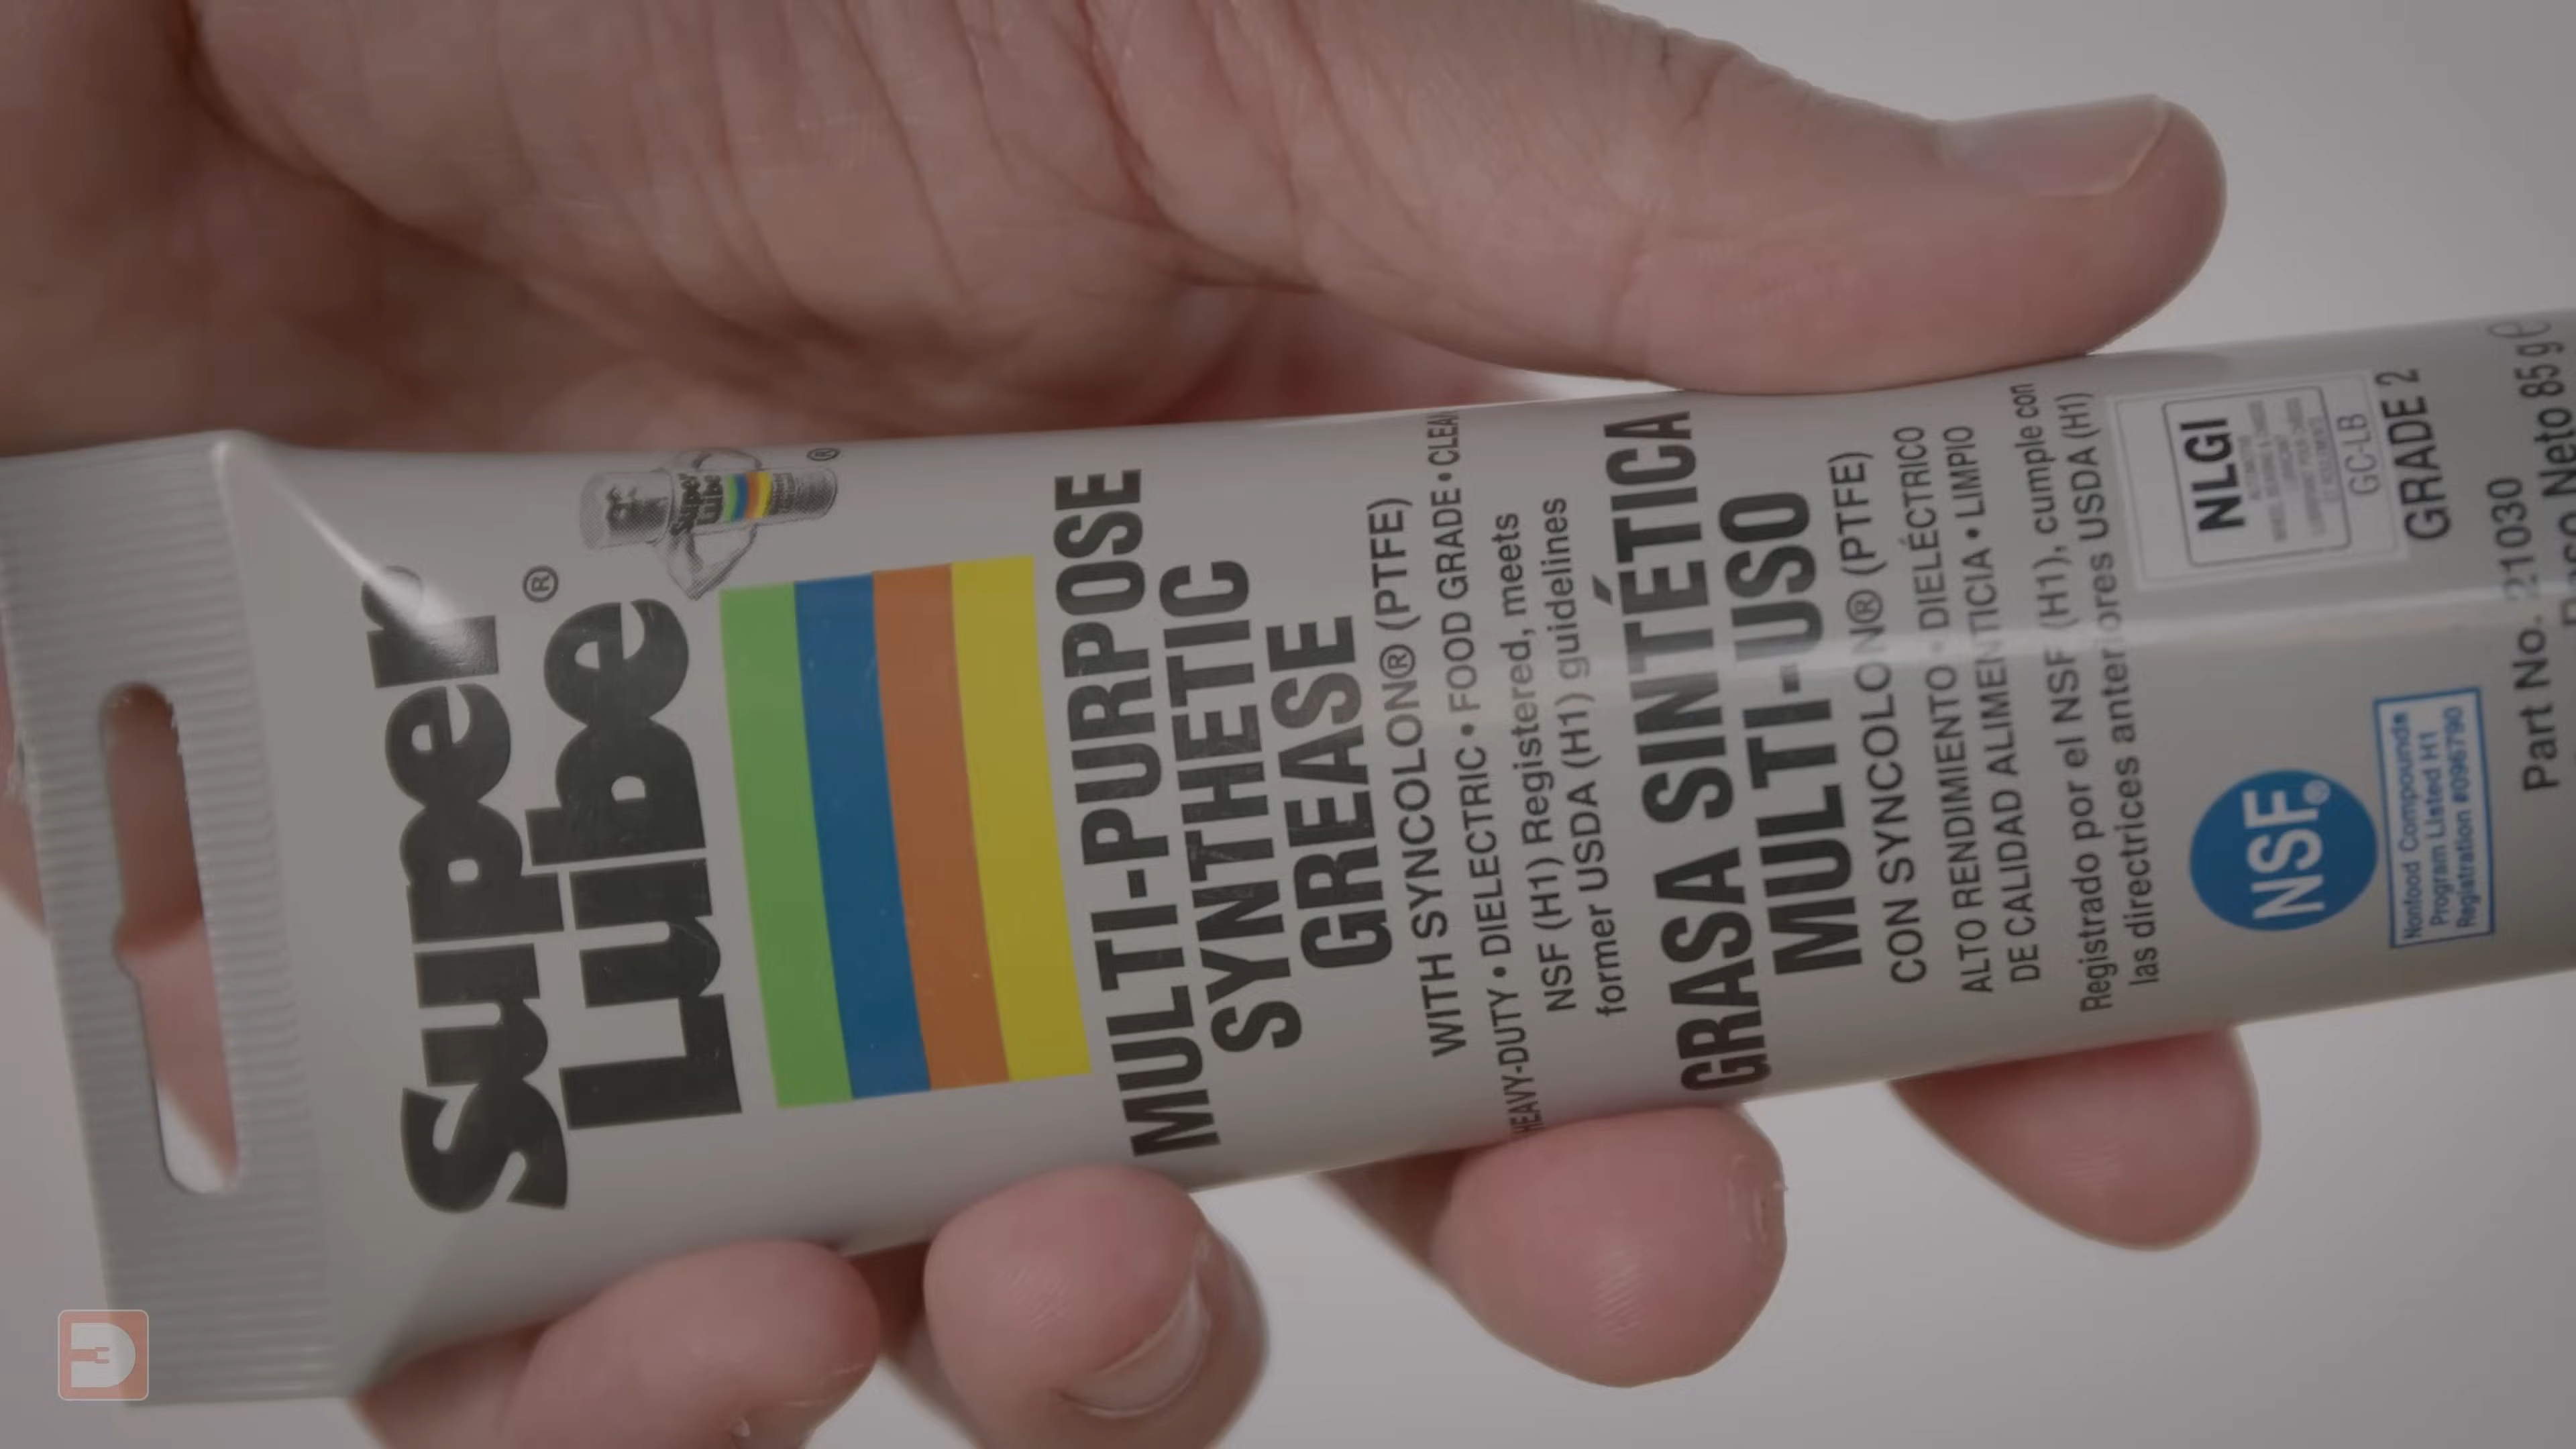 Super
Lube®
MULTI-PURPOSE
SYNTHETIC
GREASE
WITH SYNCOLON® (PTFE)
HEAVY-DUTY • DIELECTRIC • FOOD GRADE • CLEAN
NSF (H1) Registered, meets
former USDA (H1) guidelines
GRASA SINTÉTICA
MULTI-USO
CON SYNCOLON® (PTFE)
ALTO RENDIMIENTO • DIELÉCTRICO
DE CALIDAD ALIMENTICIA • LIMPIO
Registrado por el NSF (H1), cumple con
las directrices anteriores USDA (H1)
NLGI
GC-LB
GRADE 2
NSF®
Nonfood Compounds
Program Listed H1
Registration #096790
Part No. 21030
Peso Neto 85 g e